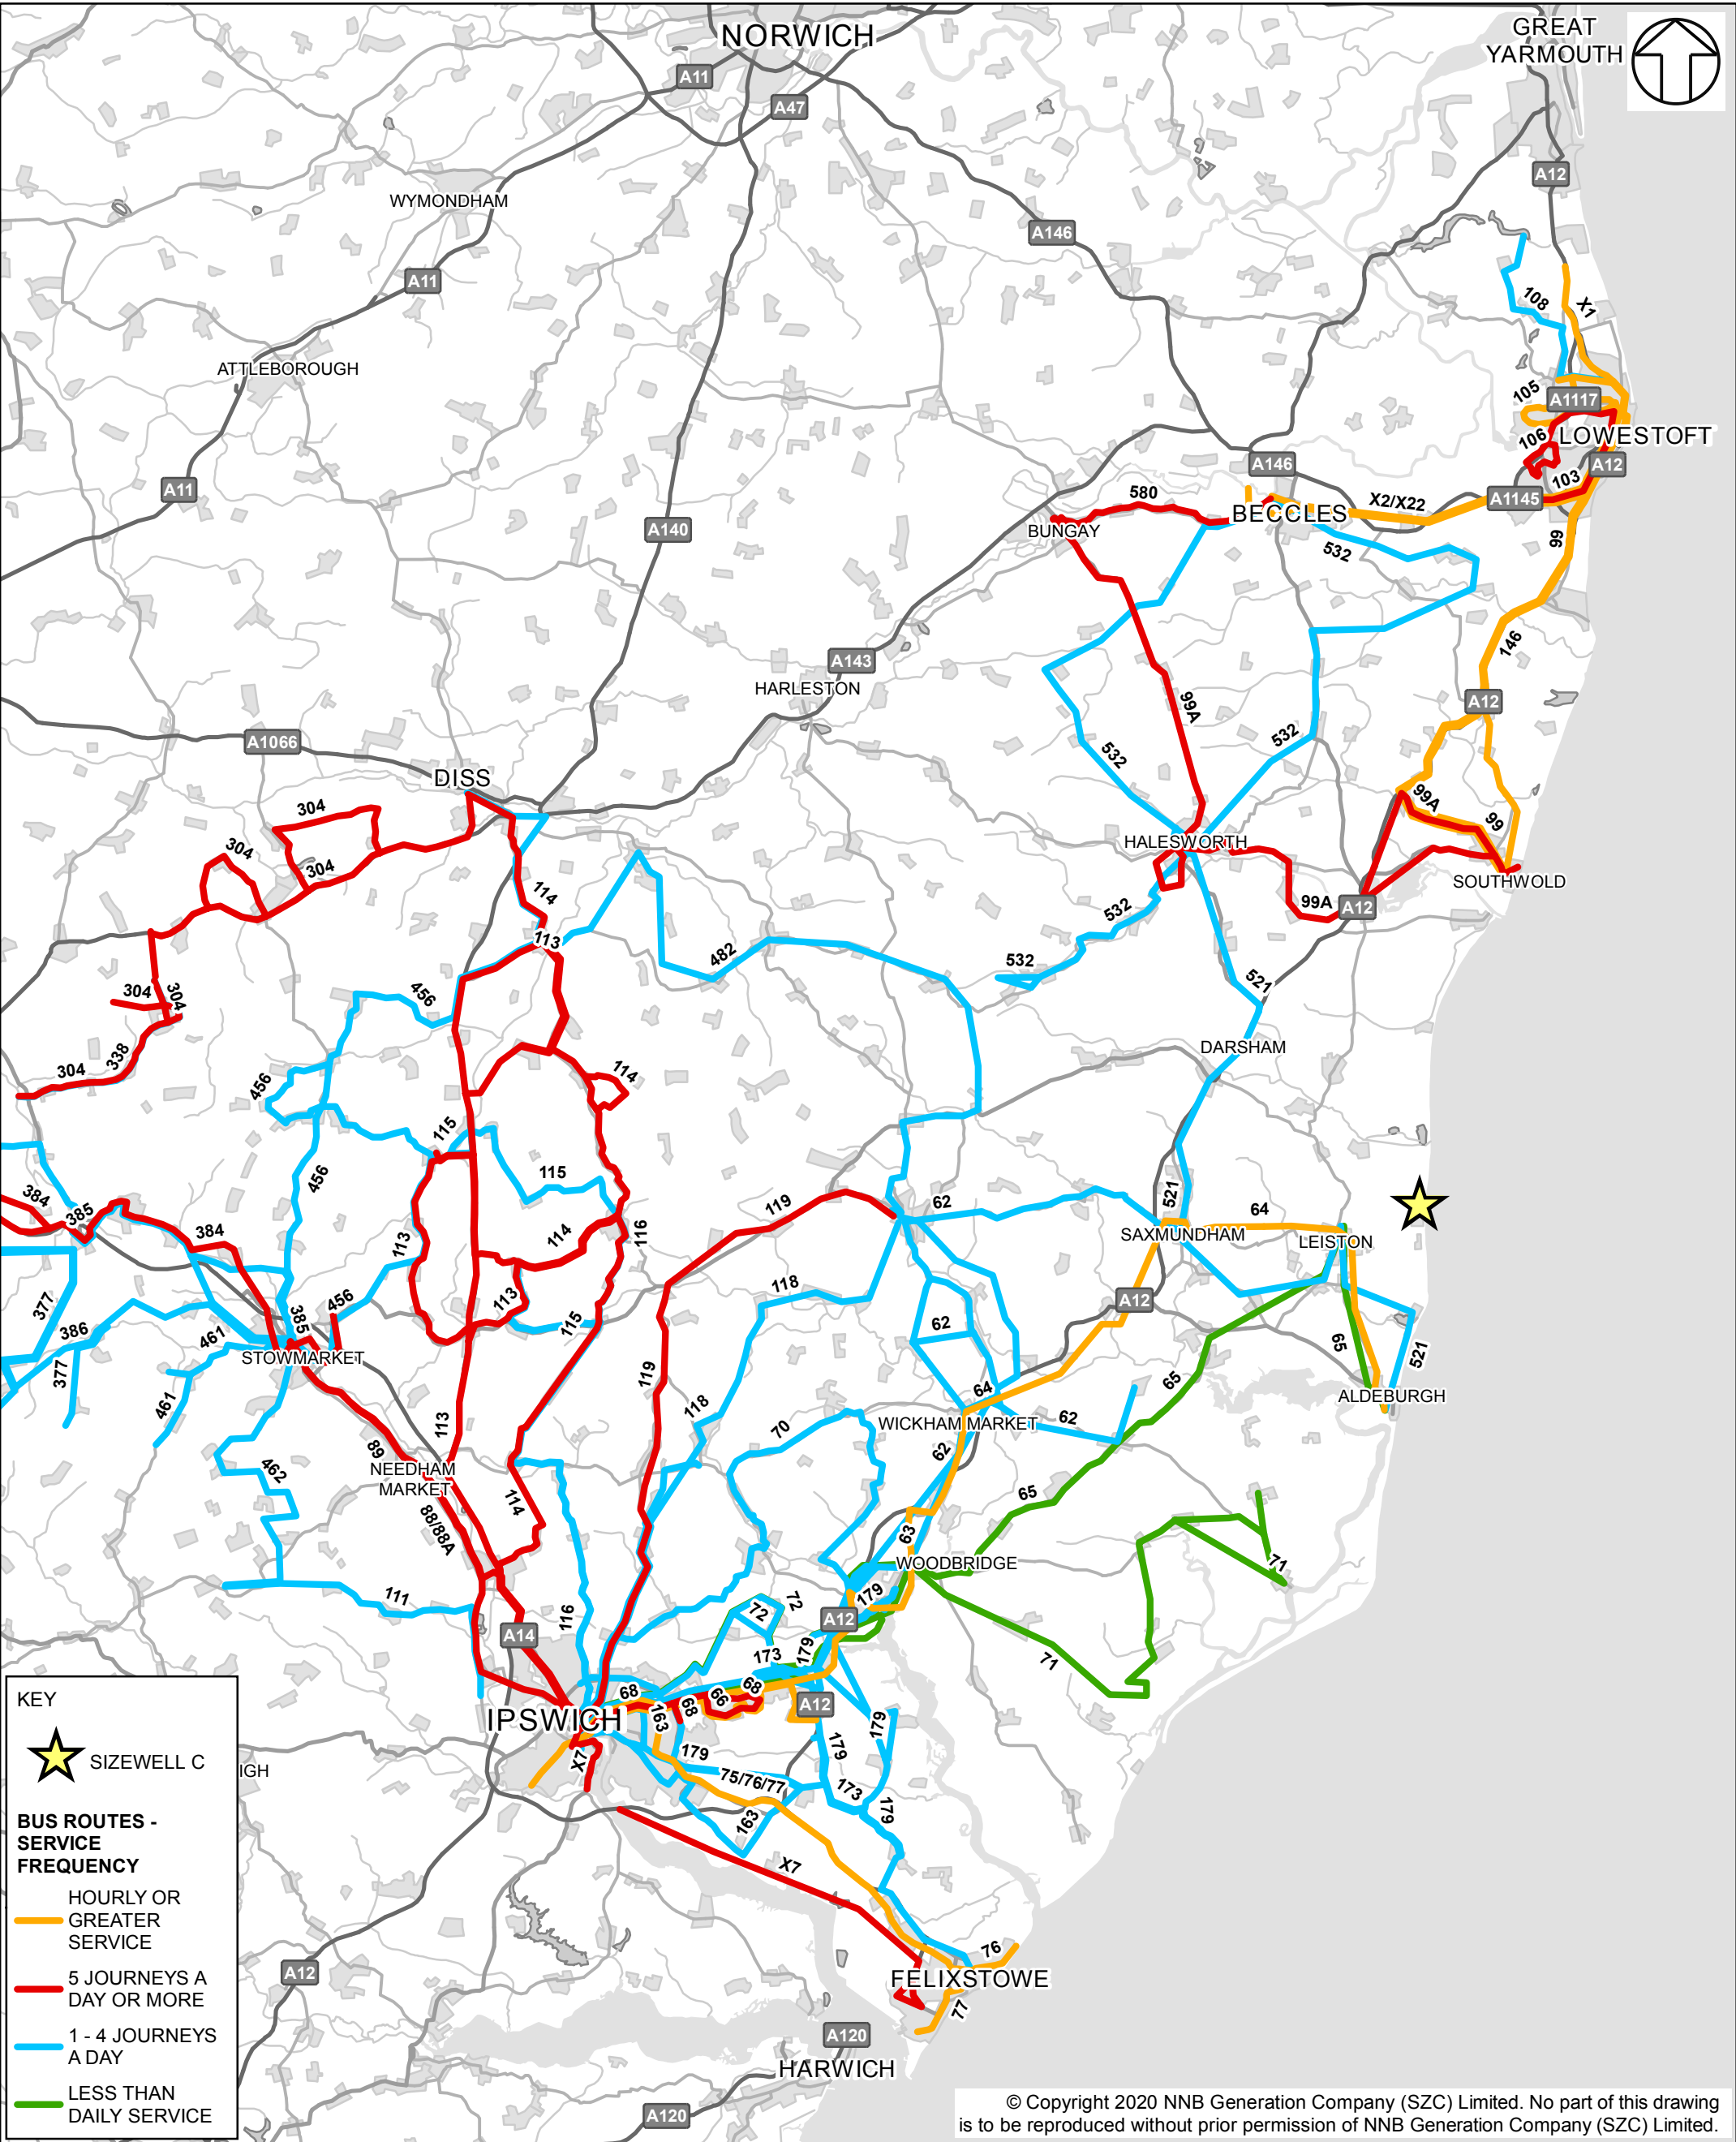 NORWICH
GREAT
YARMOUTH
A11
A47
A12
WYMONDHAM
A146
A11
108
X1
ATTLEBOROUGH
105
A1117
106
LOWESTOFT
A146
A12
A11
103
580
X2/X22
A1145
BECCLES
A140
BUNGAY
99
532
146
A143
HARLESTON
99A
A12
532
532
A1066
DISS
304
99A
99
304
HALESWORTH
304
SOUTHWOLD
114
99A
A12
532
113
482
532
521
304
304
456
338
DARSHAM
304
114
456
115
456
115
384
119
62
521
385
64
384
116
SAXMUNDHAM
LEISTON
113
114
118
A12
377
113
456
385
115
62
386
461
65
STOWMARKET
521
377
119
65
64
ALDEBURGH
461
118
WICKHAM MARKET
62
113
70
89
62
462
NEEDHAM
MARKET
65
114
88/88A
63
WOODBRIDGE
71
111
179
72
72
116
A12
A14
179
173
71
68
68
KEY
68
66
A12
163
IPSWICH
179
179
179
X7
SIZEWELL C
IGH
75/76/77
173
179
163
BUS ROUTES -
SERVICE
FREQUENCY
X7
HOURLY OR
GREATER
SERVICE
76
A12
FELIXSTOWE
5 JOURNEYS A
DAY OR MORE
77
1 - 4 JOURNEYS
A DAY
A120
HARWICH
LESS THAN
DAILY SERVICE
A120
© Copyright 2020 NNB Generation Company (SZC) Limited. No part of this drawing
is to be reproduced without prior permission of NNB Generation Company (SZC) Limited.